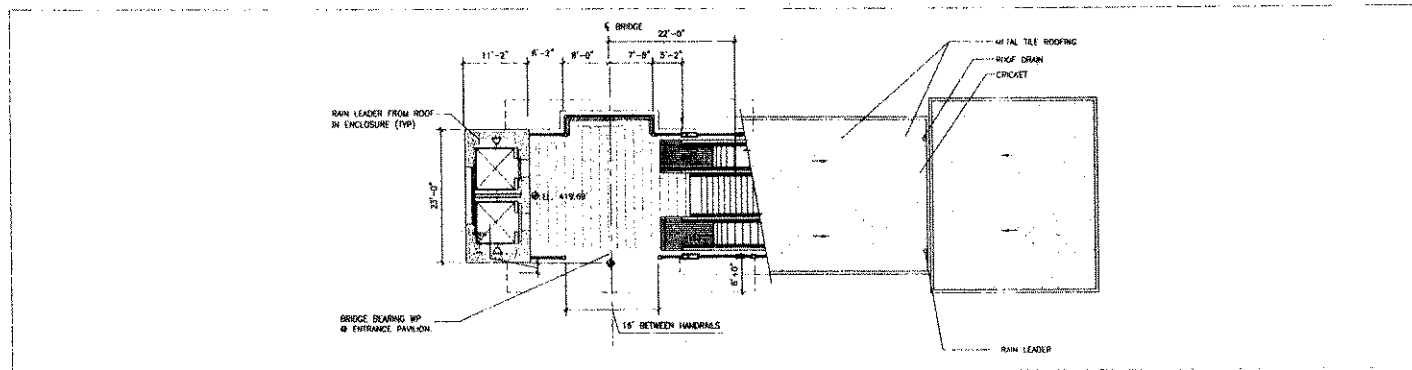 ℄ BRIDGE
22'-0"
11'-2"
6'-2"
8'-0"
7'-8"
3'-2"
METAL TILE ROOFING
ROOF DRAIN
CRICKET
RAIN LEADER FROM ROOF
IN ENCLOSURE (TYP)
23'-0"
EL. 419.69
6'-0"
BRIDGE BEARING WP
@ ENTRANCE PAVILION.
15' BETWEEN HANDRAILS
RAIN LEADER